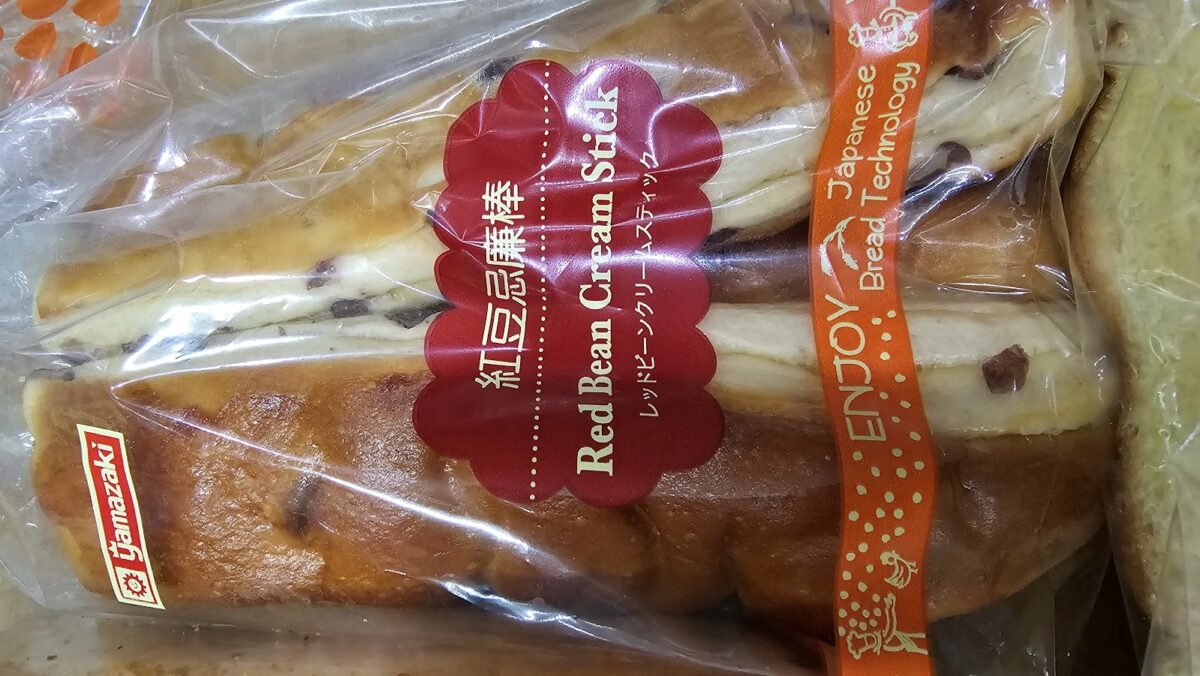 紅豆忌廉棒
Red Bean Cream Stick
レッドビーンクリームスティック
yamazaki
ENJOY Japanese
Bread Technology